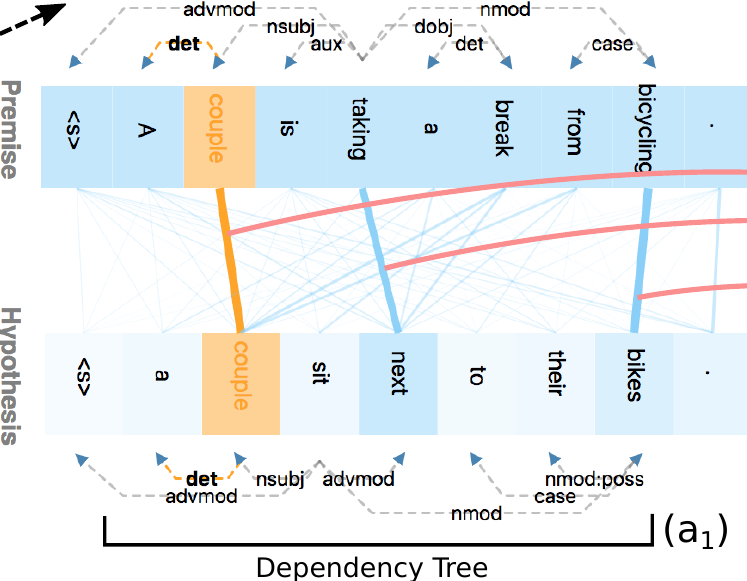 advmod nmod
nsubj dobj
det aux det case
Premise
<s> A couple is taking a break from bicycling .
Hypothesis
<s> a couple sit next to their bikes .
det nsubj advmod nmod:poss
advmod case
nmod
(a1)
Dependency Tree